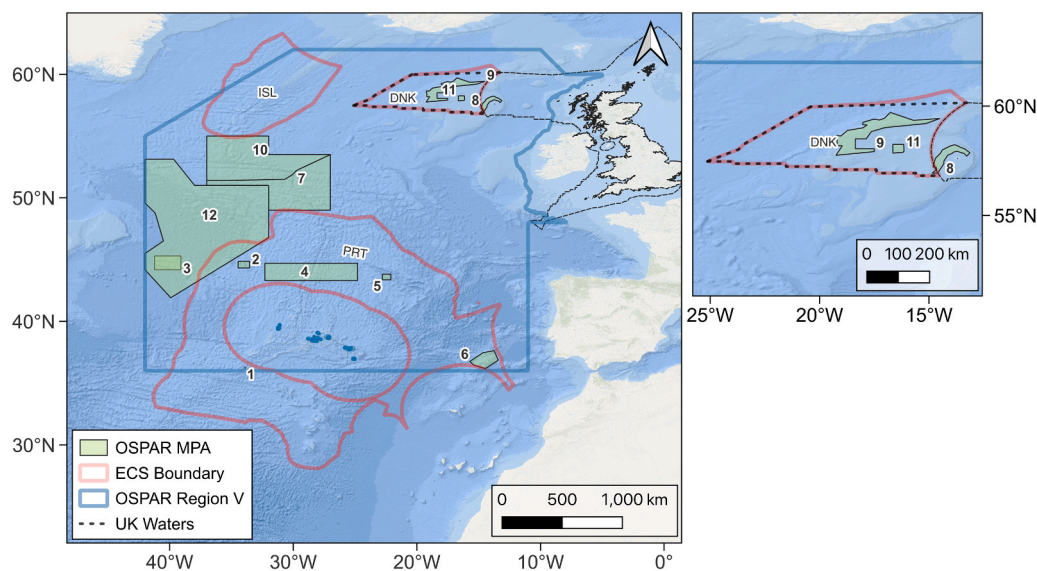 60°N
50°N
40°N
30°N
40°W
30°W
20°W
10°W
0°
ISL
DNK
9
11
8
10
7
12
PRT
3
2
4
5
6
1
OSPAR MPA
ECS Boundary
OSPAR Region V
UK Waters
0 500 1,000 km
DNK
9
11
8
60°N
55°N
0 100 200 km
25°W
20°W
15°W